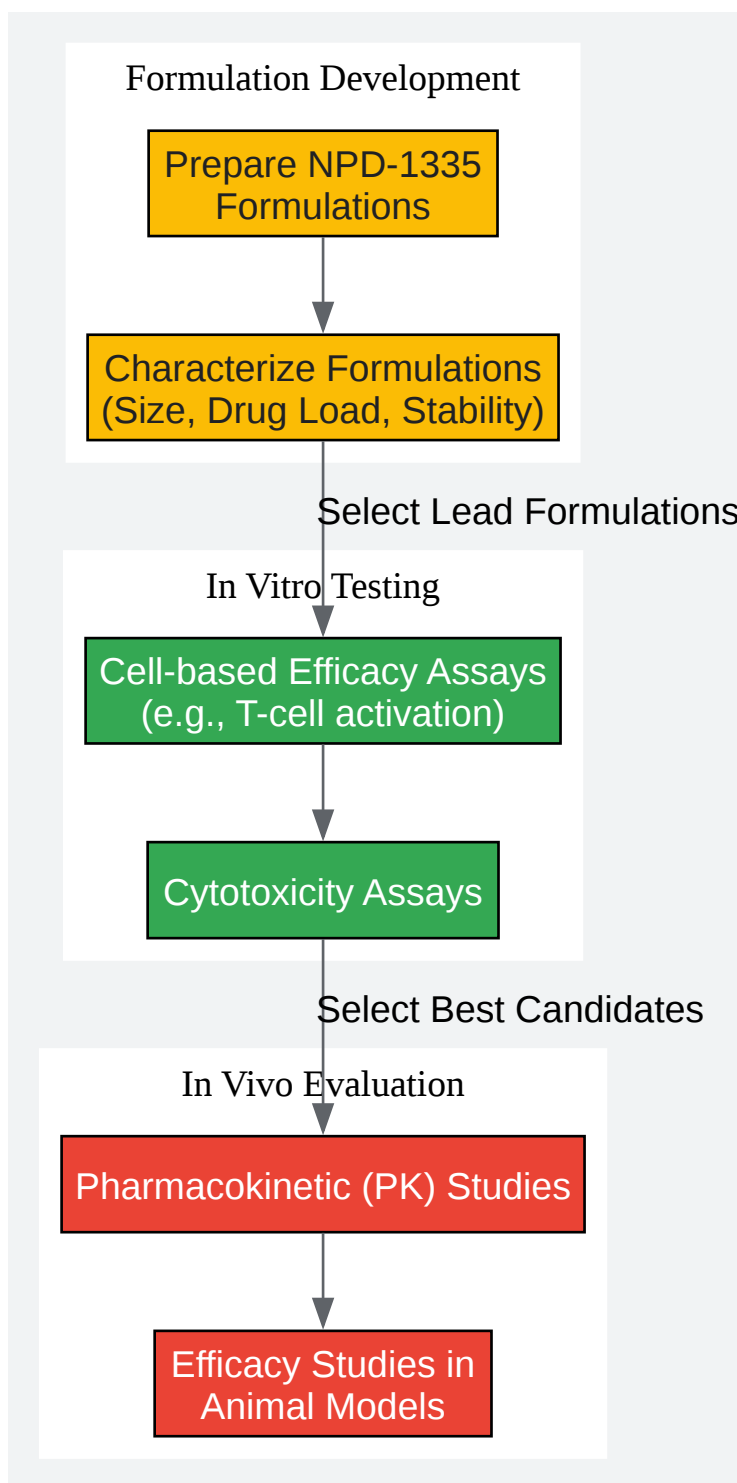 Formulation Development
Prepare NPD-1335
Formulations
Characterize Formulations
(Size, Drug Load, Stability)
Select Lead Formulations
In Vitro Testing
Cell-based Efficacy Assays
(e.g., T-cell activation)
Cytotoxicity Assays
Select Best Candidates
In Vivo Evaluation
Pharmacokinetic (PK) Studies
Efficacy Studies in
Animal Models